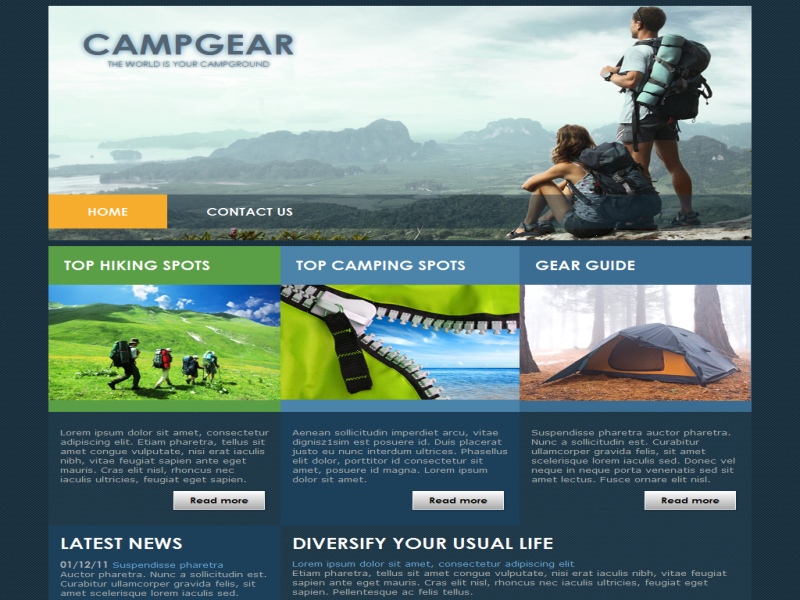 CAMPGEAR
THE WORLD IS YOUR CAMPGROUND
HOME
CONTACT US
TOP HIKING SPOTS
TOP CAMPING SPOTS
GEAR GUIDE
Lorem ipsum dolor sit amet, consectetur
adipiscing elit. Etiam pharetra, tellus sit
amet congue vulputate, nisi erat iaculis
nibh, vitae feugiat sapien ante eget
mauris. Cras elit nisl, rhoncus nec
iaculis ultricies, feugiat eget sapien.
Read more
Aenean sollicitudin imperdiet arcu, vitae
dignisz1sim est posuere id. Duis placerat
justo eu nunc interdum ultrices. Phasellus
elit dolor, porttitor id consectetur sit
amet, posuere id magna. Lorem ipsum
dolor sit amet.
Read more
Suspendisse pharetra auctor pharetra.
Nunc a sollicitudin est. Curabitur
ullamcorper gravida felis, sit amet
scelerisque lorem iaculis sed. Donec vel
neque in neque porta venenatis sed sit
amet lectus. Fusce ornare elit nisl.
Read more
LATEST NEWS
01/12/11 Suspendisse pharetra
Auctor pharetra. Nunc a sollicitudin est.
Curabitur ullamcorper gravida felis, sit
amet scelerisque lorem iaculis sed.
DIVERSIFY YOUR USUAL LIFE
Lorem ipsum dolor sit amet, consectetur adipiscing elit
Etiam pharetra, tellus sit amet congue vulputate, nisi erat iaculis nibh, vitae feugiat
sapien ante eget mauris. Cras elit nisl, rhoncus nec iaculis ultricies, feugiat eget
sapien. Pellentesque ac felis tellus.